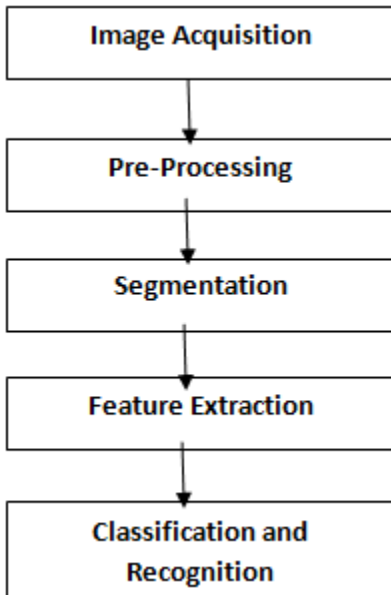 Image Acquisition
Pre-Processing
Segmentation
Feature Extraction
Classification and
Recognition